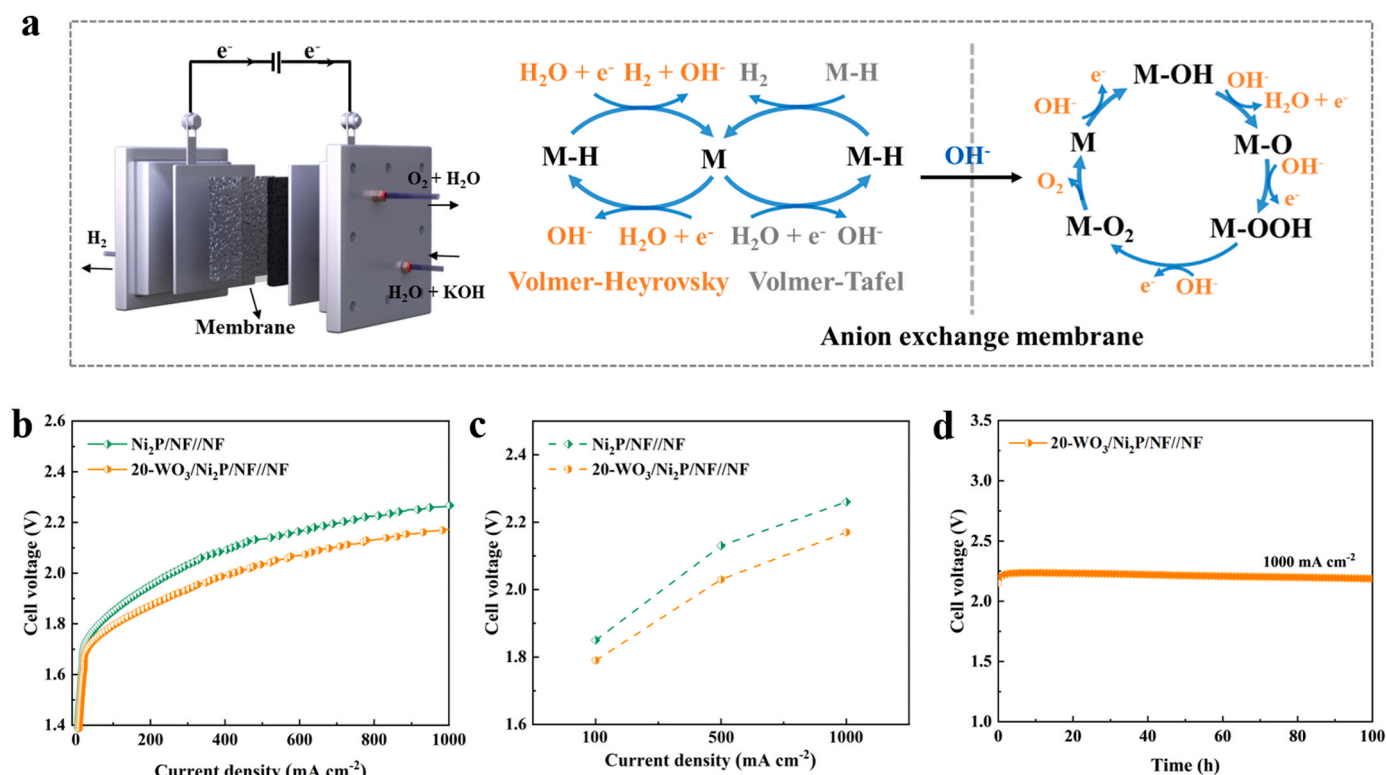 a
e⁻ e⁻
O₂ + H₂O
H₂
H₂O + KOH
Membrane
H₂O + e⁻ H₂ + OH⁻ H₂ M-H
M-H M M-H
OH⁻ H₂O + e⁻ H₂O + e⁻ OH⁻
Volmer-Heyrovsky Volmer-Tafel
OH⁻
M-OH
e⁻ OH⁻
OH⁻ H₂O + e⁻
M M-O
OH⁻
O₂ e⁻
M-O₂ M-OOH
e⁻ OH⁻
Anion exchange membrane
b
Ni₂P/NF//NF
20-WO₃/Ni₂P/NF//NF
Cell voltage (V)
2.6
2.4
2.2
2.0
1.8
1.6
1.4
0 200 400 600 800 1000
Current density (mA cm⁻²)
c
Ni₂P/NF//NF
20-WO₃/Ni₂P/NF//NF
Cell voltage (V)
2.4
2.2
2.0
1.8
1.6
100 500 1000
Current density (mA cm⁻²)
d
20-WO₃/Ni₂P/NF//NF
1000 mA cm⁻²
Cell voltage (V)
3.5
3.0
2.5
2.0
1.5
1.0
0 20 40 60 80 100
Time (h)